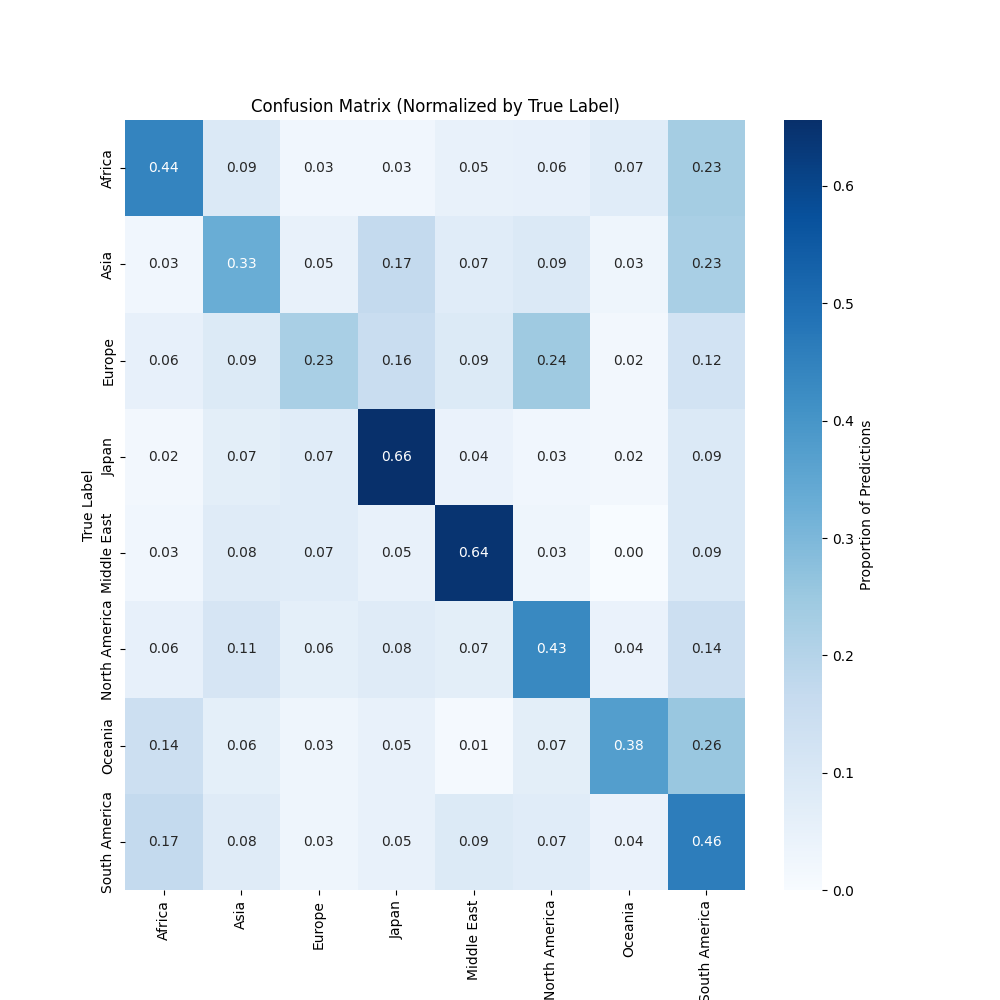 Confusion Matrix (Normalized by True Label)
True Label
Africa
0.44 0.09 0.03 0.03 0.05 0.06 0.07 0.23
Asia
0.03 0.33 0.05 0.17 0.07 0.09 0.03 0.23
Europe
0.06 0.09 0.23 0.16 0.09 0.24 0.02 0.12
Japan
0.02 0.07 0.07 0.66 0.04 0.03 0.02 0.09
Middle East
0.03 0.08 0.07 0.05 0.64 0.03 0.00 0.09
North America
0.06 0.11 0.06 0.08 0.07 0.43 0.04 0.14
Oceania
0.14 0.06 0.03 0.05 0.01 0.07 0.38 0.26
South America
0.17 0.08 0.03 0.05 0.09 0.07 0.04 0.46
Africa
Asia
Europe
Japan
Middle East
North America
Oceania
South America
0.6
0.5
0.4
0.3
0.2
0.1
0.0
Proportion of Predictions